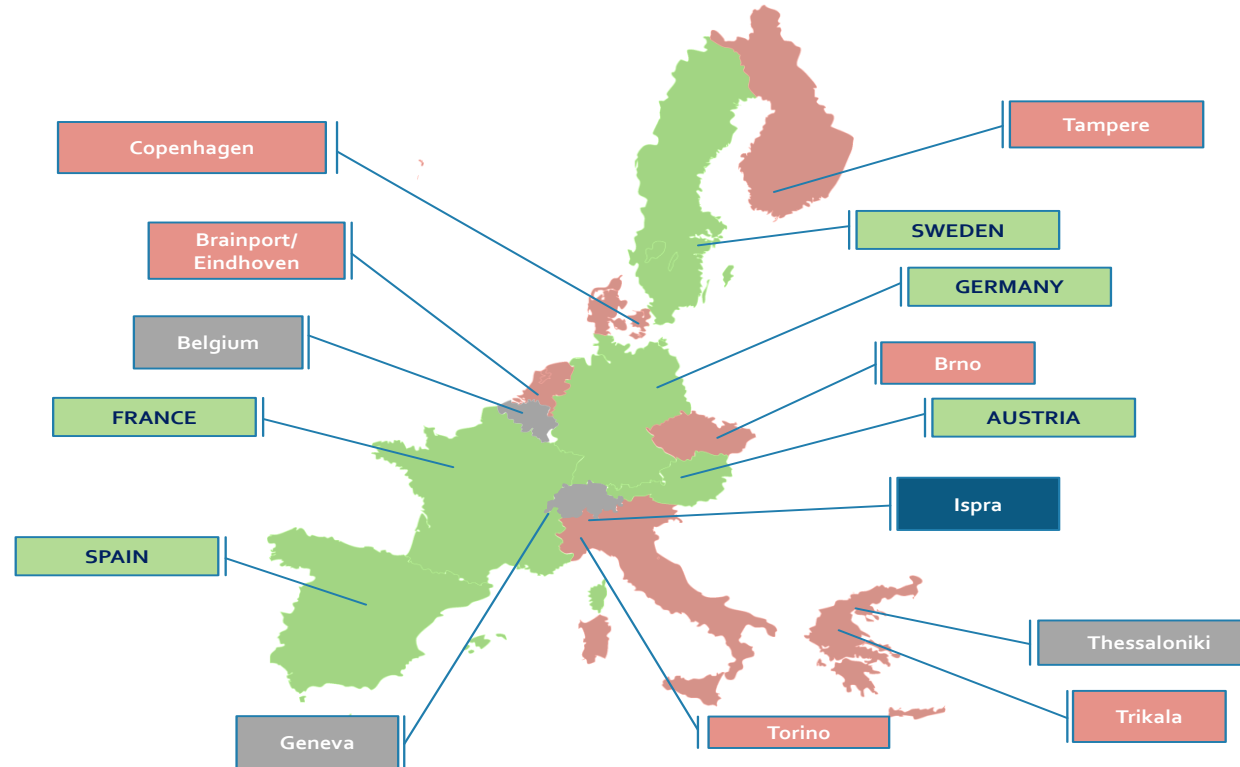 Copenhagen
Tampere
Brainport/
Eindhoven
SWEDEN
GERMANY
Belgium
Brno
FRANCE
AUSTRIA
Ispra
SPAIN
Thessaloniki
Trikala
Geneva
Torino